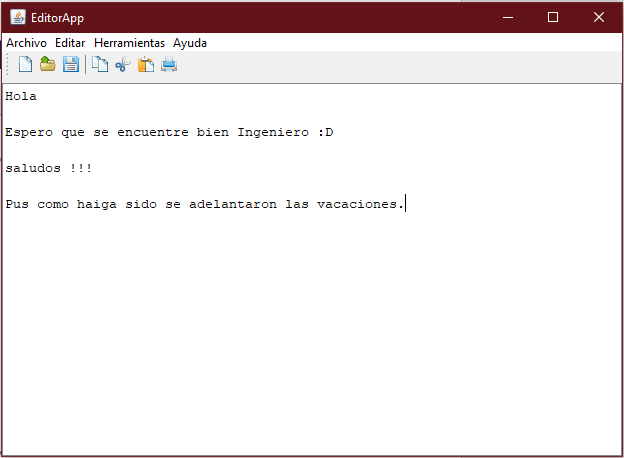 EditorApp
Archivo Editar Herramientas Ayuda
Hola
Espero que se encuentre bien Ingeniero :D
saludos !!!
Pus como haiga sido se adelantaron las vacaciones.